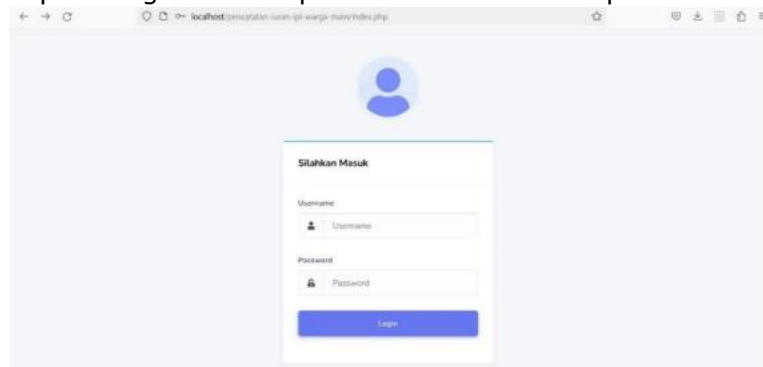 localhost/pencatatan-iuran-ipl-warga-main/index.php
Silahkan Masuk
Username
Username
Password
Password
Login